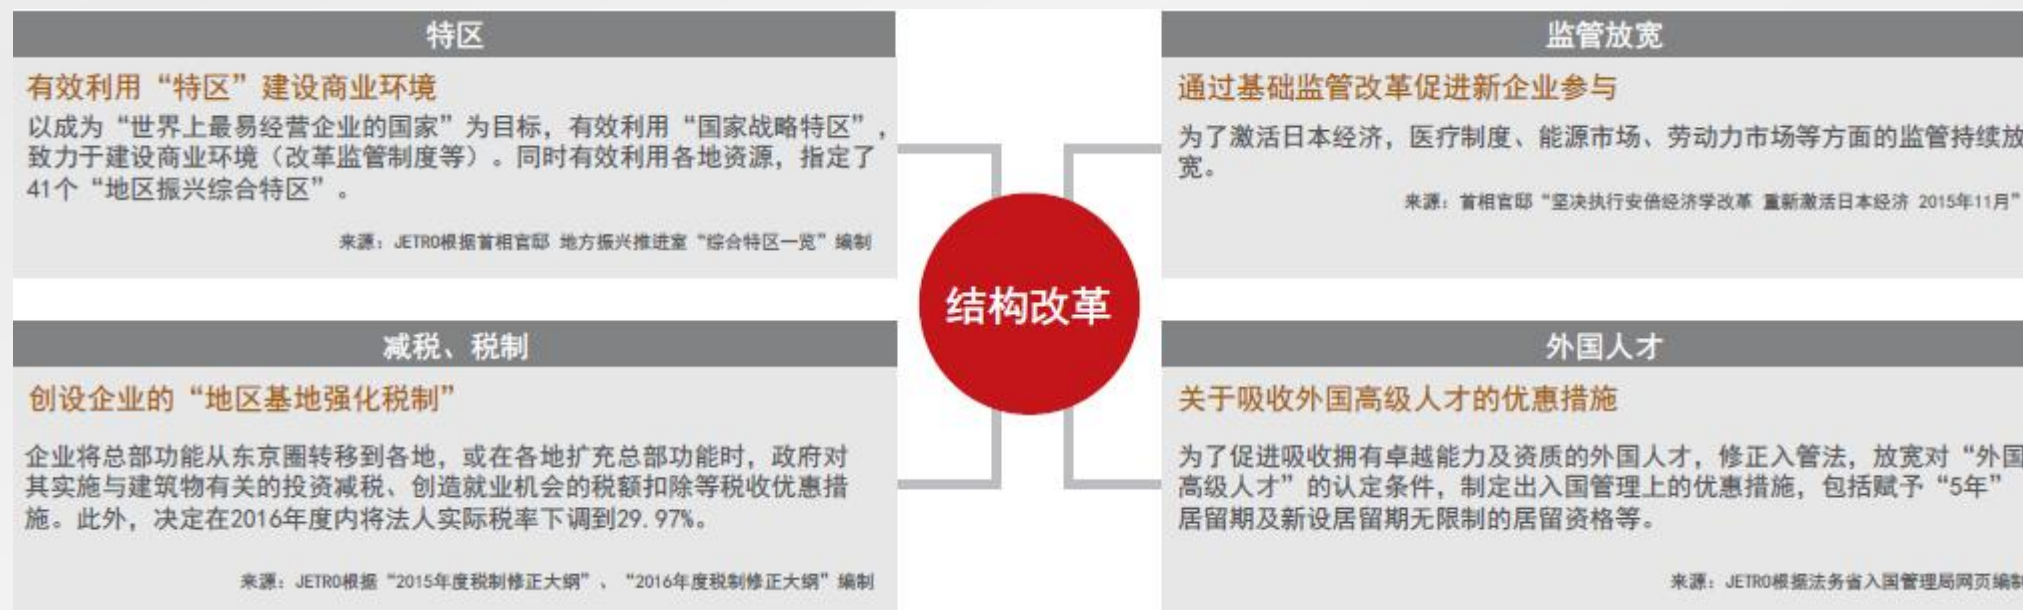 特区
有效利用“特区”建设商业环境
以成为“世界上最易经营企业的国家”为目标，有效利用“国家战略特区”，
致力于建设商业环境（改革监管制度等）。同时有效利用各地资源，指定了
41个“地区振兴综合特区”。
来源：JETRO根据首相官邸 地方振兴推进室“综合特区一览”编制
监管放宽
通过基础监管改革促进新企业参与
为了激活日本经济，医疗制度、能源市场、劳动力市场等方面的监管持续放
宽。
来源：首相官邸“坚决执行安倍经济学改革 重新激活日本经济 2015年11月”
结构改革
减税、税制
创设企业的“地区基地强化税制”
企业将总部功能从东京圈转移到各地，或在各地扩充总部功能时，政府对
其实施与建筑物有关的投资减税、创造就业机会的税额扣除等税收优惠措
施。此外，决定在2016年度内将法人实际税率下调到29.97%。
来源：JETRO根据“2015年度税制修正大纲”、“2016年度税制修正大纲”编制
外国人才
关于吸收外国高级人才的优惠措施
为了促进吸收拥有卓越能力及资质的外国人才，修正入管法，放宽对“外国
高级人才”的认定条件，制定出入国管理上的优惠措施，包括赋予“5年”
居留期及新设居留期无限制的居留资格等。
来源：JETRO根据法务省入国管理局网页编制